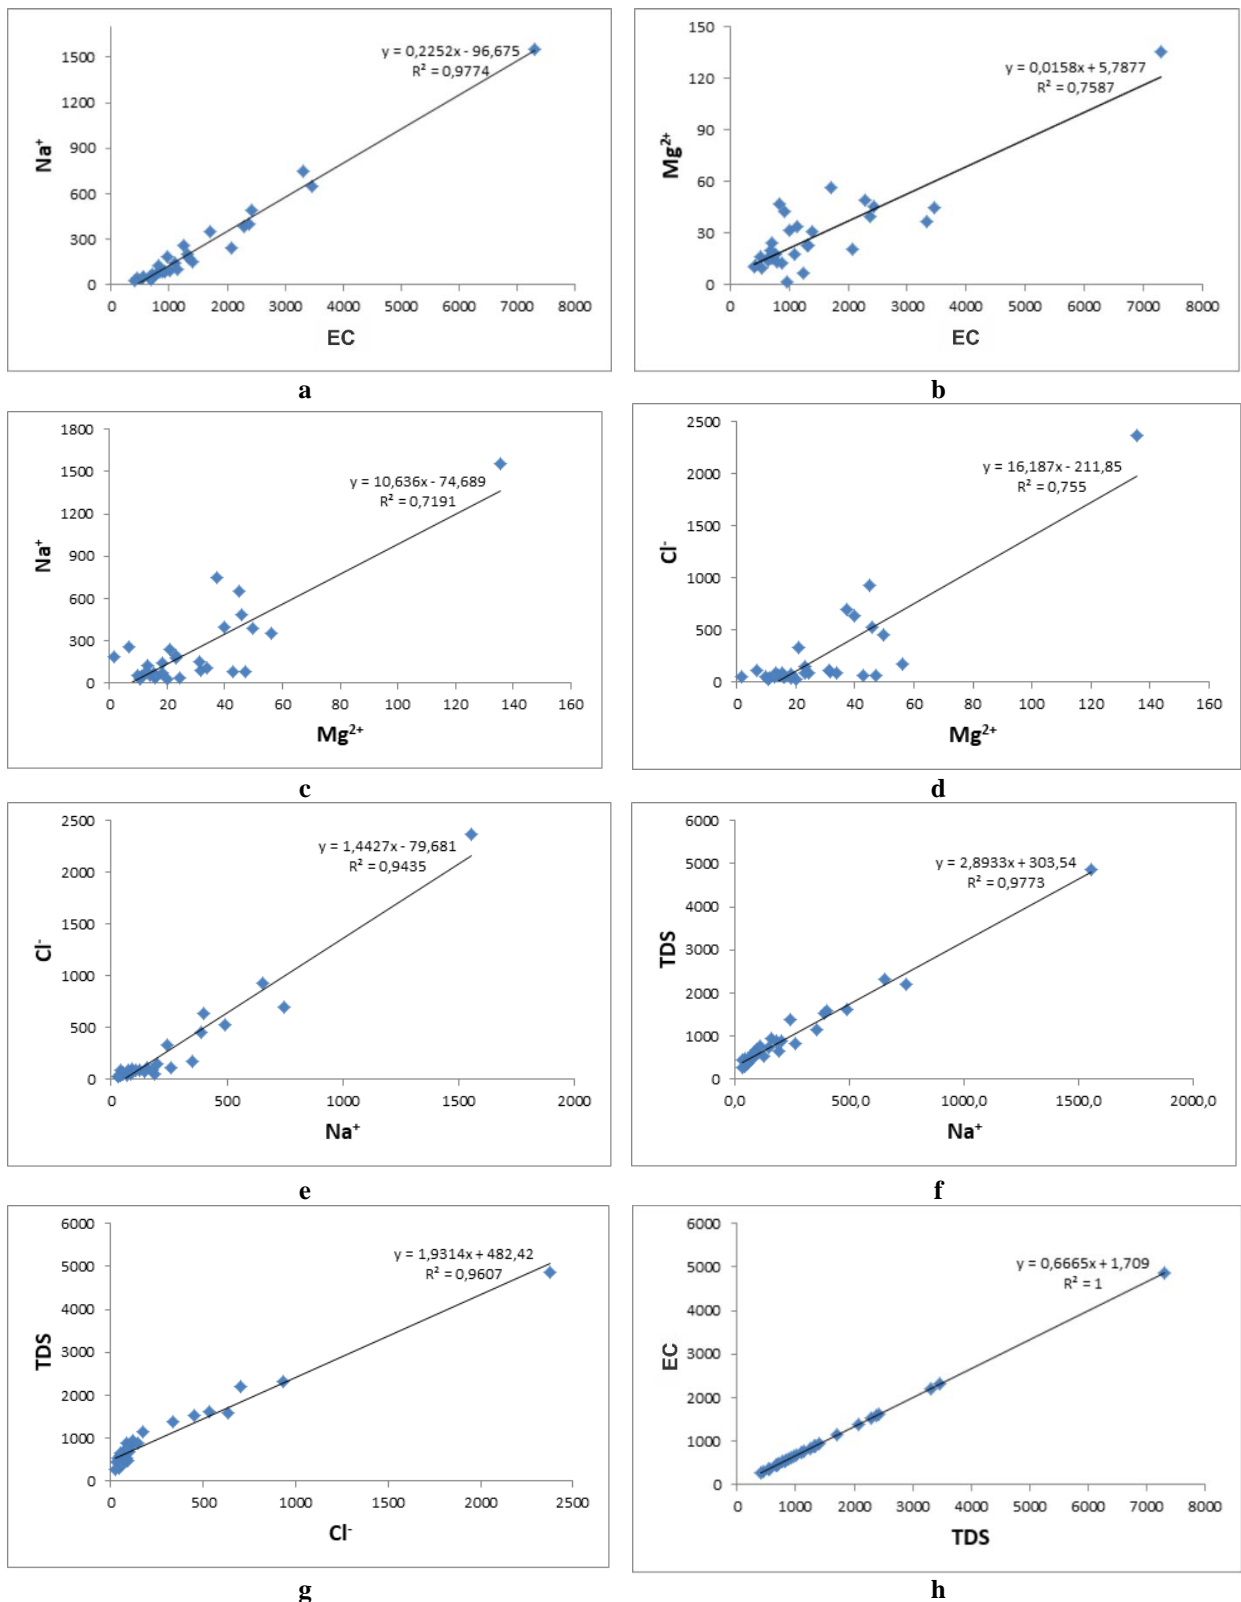 y = 0,2252x - 96,675
R² = 0,9774
1500
1200
900
600
300
0
Na⁺
0 1000 2000 3000 4000 5000 6000 7000 8000
EC
a
y = 0,0158x + 5,7877
R² = 0,7587
150
120
90
60
30
0
Mg²⁺
0 1000 2000 3000 4000 5000 6000 7000 8000
EC
b
y = 10,636x - 74,689
R² = 0,7191
1800
1500
1200
900
600
300
0
Na⁺
0 20 40 60 80 100 120 140 160
Mg²⁺
c
y = 16,187x - 211,85
R² = 0,755
2500
2000
1500
1000
500
0
Cl⁻
0 20 40 60 80 100 120 140 160
Mg²⁺
d
y = 1,4427x - 79,681
R² = 0,9435
2500
2000
1500
1000
500
0
Cl⁻
0 500 1000 1500 2000
Na⁺
e
y = 2,8933x + 303,54
R² = 0,9773
6000
5000
4000
3000
2000
1000
0
TDS
0,0 500,0 1000,0 1500,0 2000,0
Na⁺
f
y = 1,9314x + 482,42
R² = 0,9607
6000
5000
4000
3000
2000
1000
0
TDS
0 500 1000 1500 2000 2500
Cl⁻
g
y = 0,6665x + 1,709
R² = 1
6000
5000
4000
3000
2000
1000
0
EC
0 1000 2000 3000 4000 5000 6000 7000 8000
TDS
h